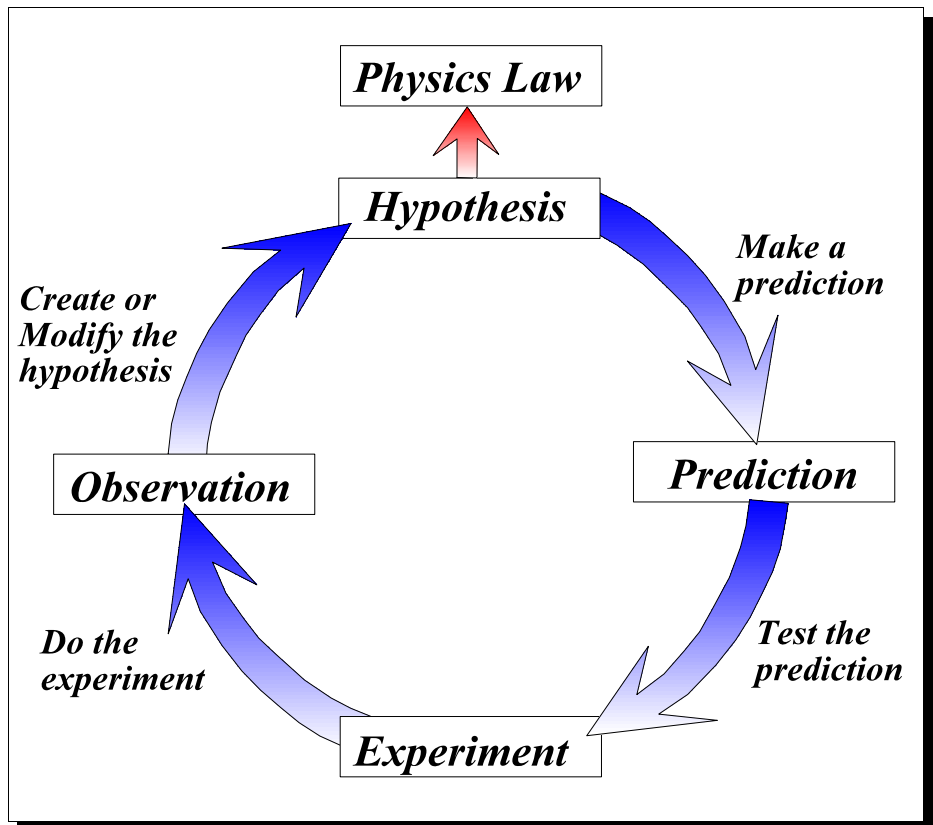 Physics Law
Hypothesis
Make a
prediction
Create or
Modify the
hypothesis
Observation
Prediction
Do the
experiment
Test the
prediction
Experiment